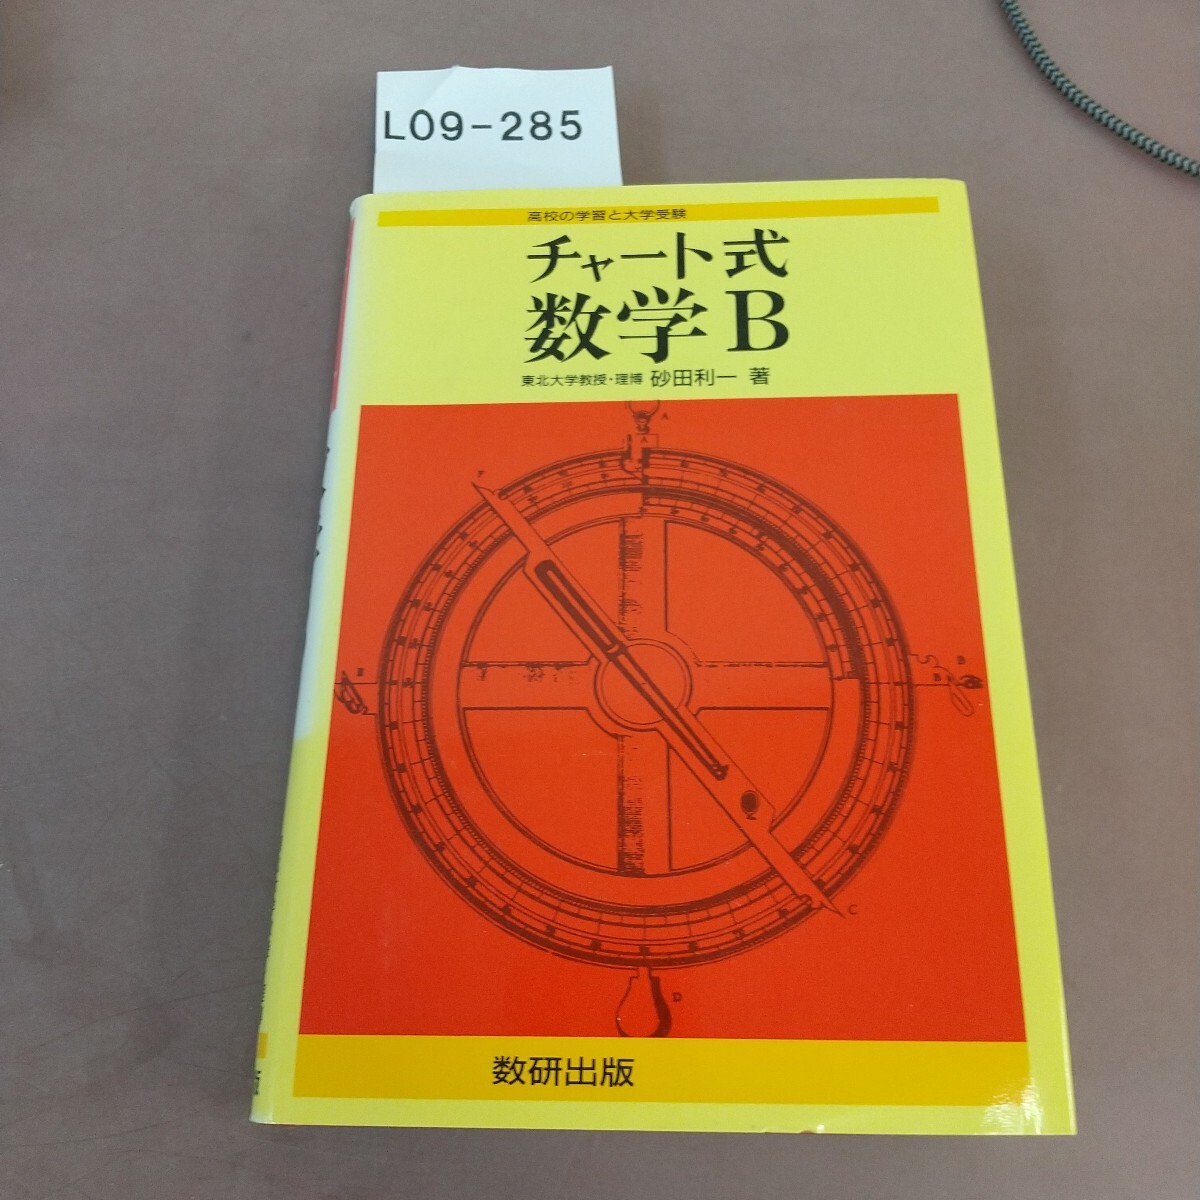 L09-285
高校の学習と大学受験
チャート式
数学B
東北大学教授・理博 砂田利一 著
A
A
F
E
B
B
C
D
数研出版
版